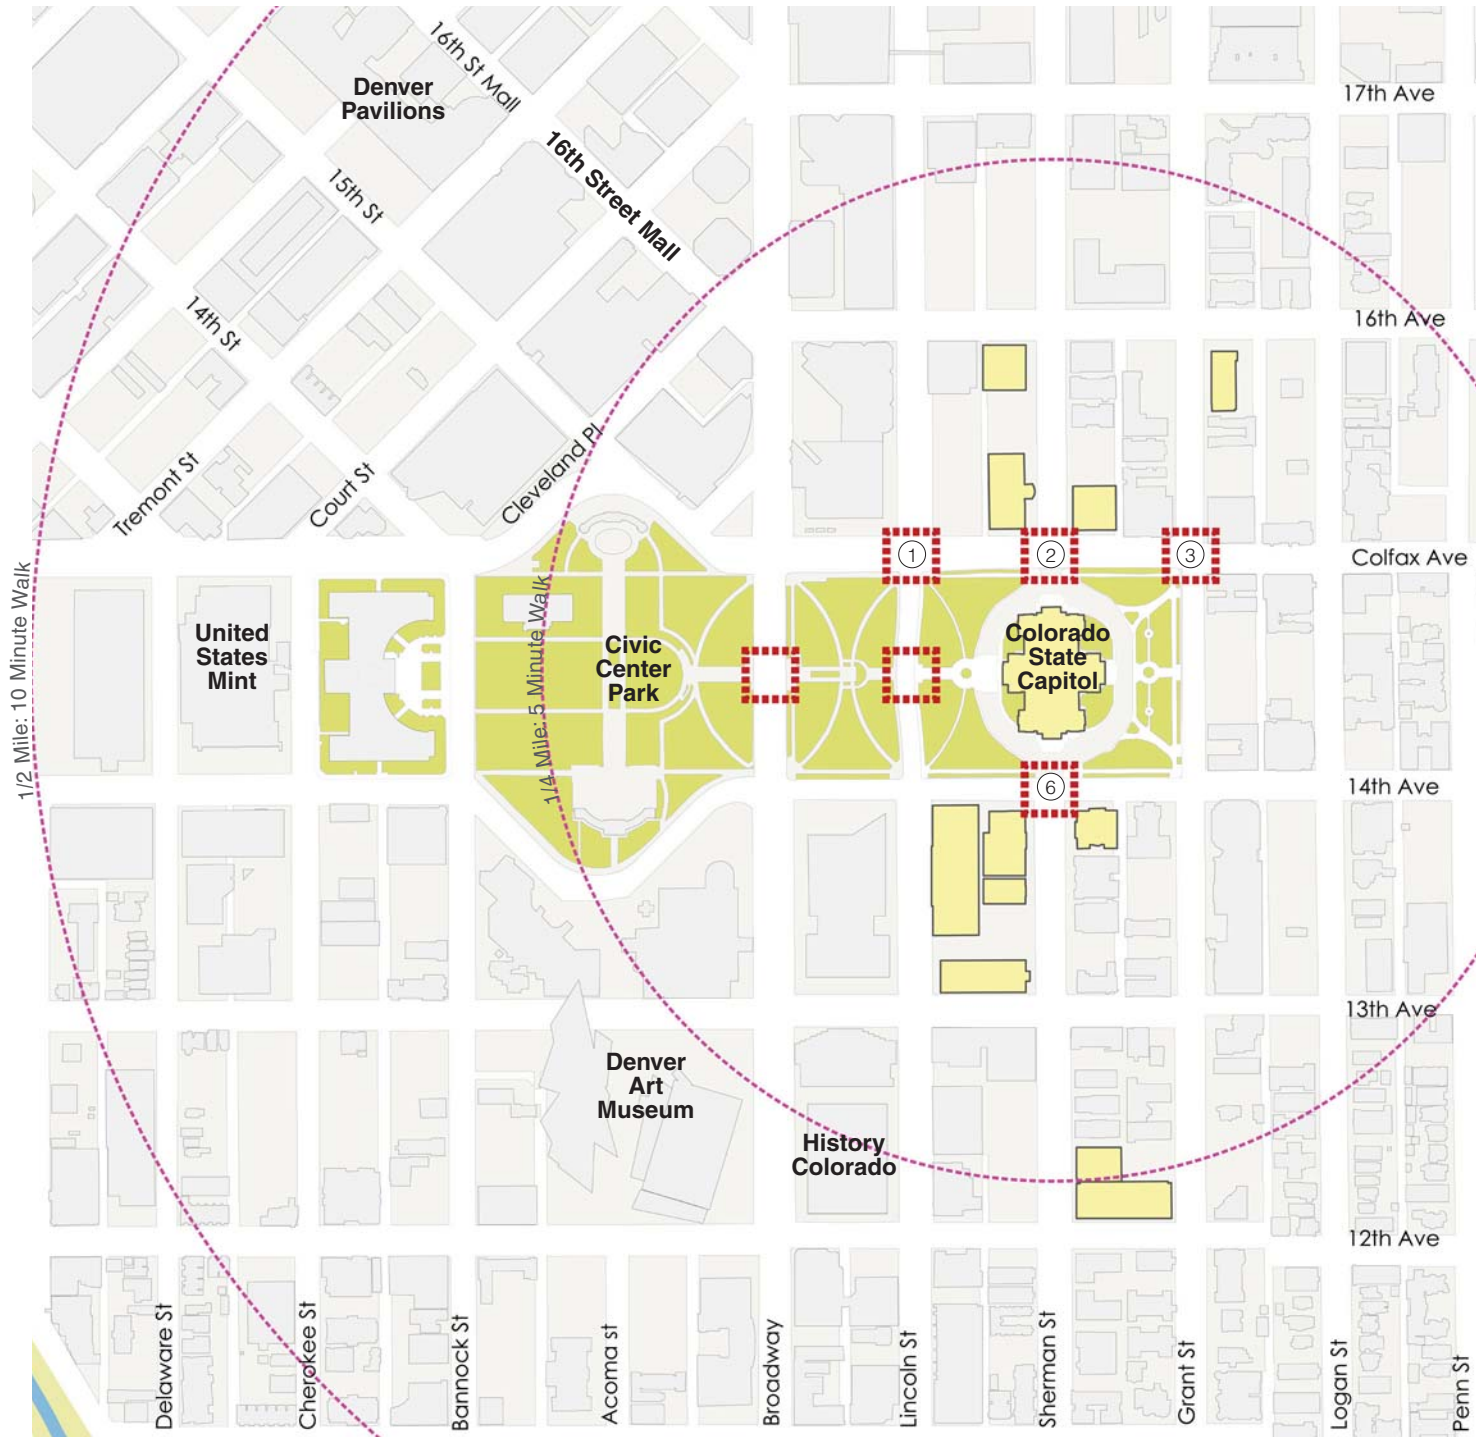 16th St Mall
Denver
Pavilions
17th Ave
16th Street Mall
15th St
14th St
16th Ave
Tremont St
Court St
Cleveland Pl
1
2
3
Colfax Ave
1/2 Mile: 10 Minute Walk
1/4 Mile: 5 Minute Walk
United
States
Mint
Civic
Center
Park
Colorado
State
Capitol
6
14th Ave
13th Ave
Denver
Art
Museum
History
Colorado
12th Ave
Delaware St
Cherokee St
Bannock St
Acoma st
Broadway
Lincoln St
Sherman St
Grant St
Logan St
Penn St